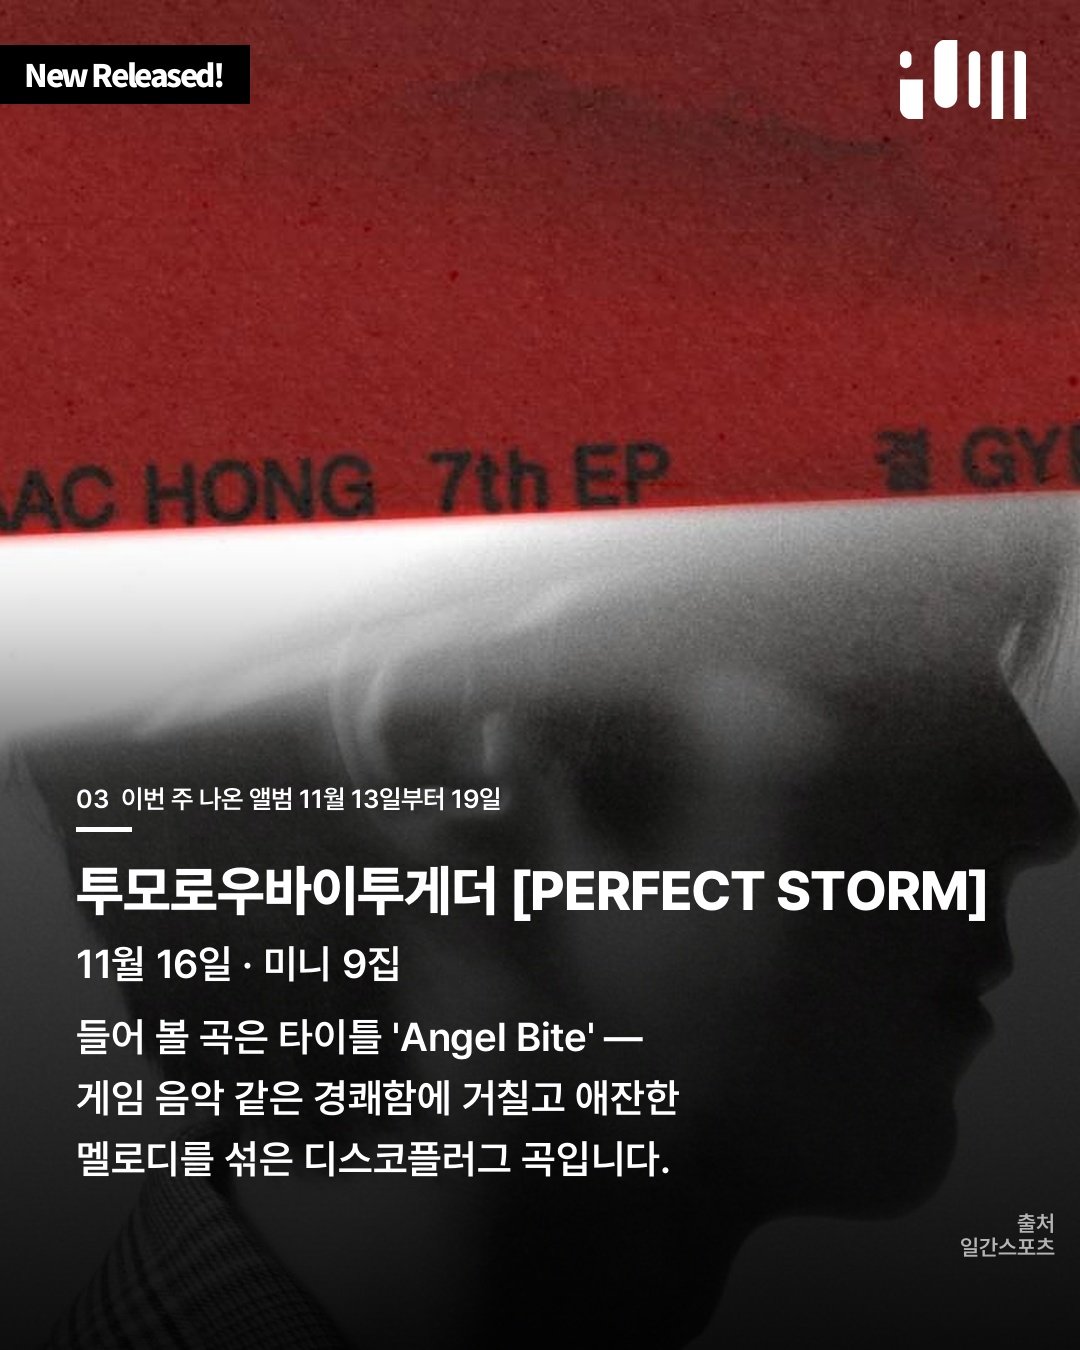 New Released!
idm
AAC HONG 7th EP 결 GYE
03 이번 주 나온 앨범 11월 13일부터 19일
투모로우바이투게더 [PERFECT STORM]
11월 16일 · 미니 9집
들어 볼 곡은 타이틀 'Angel Bite' —
게임 음악 같은 경쾌함에 거칠고 애잔한
멜로디를 섞은 디스코플러그 곡입니다.
출처
일간스포츠